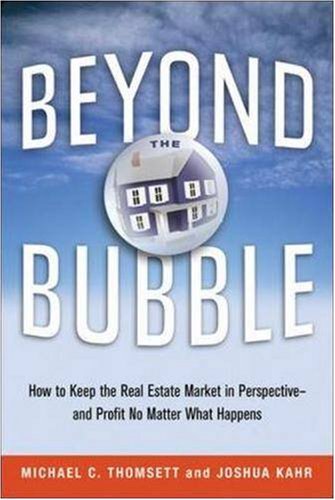 BEYOND
THE
BUBBLE
How to Keep the Real Estate Market in Perspective–
and Profit No Matter What Happens
MICHAEL C. THOMSETT and JOSHUA KAHR